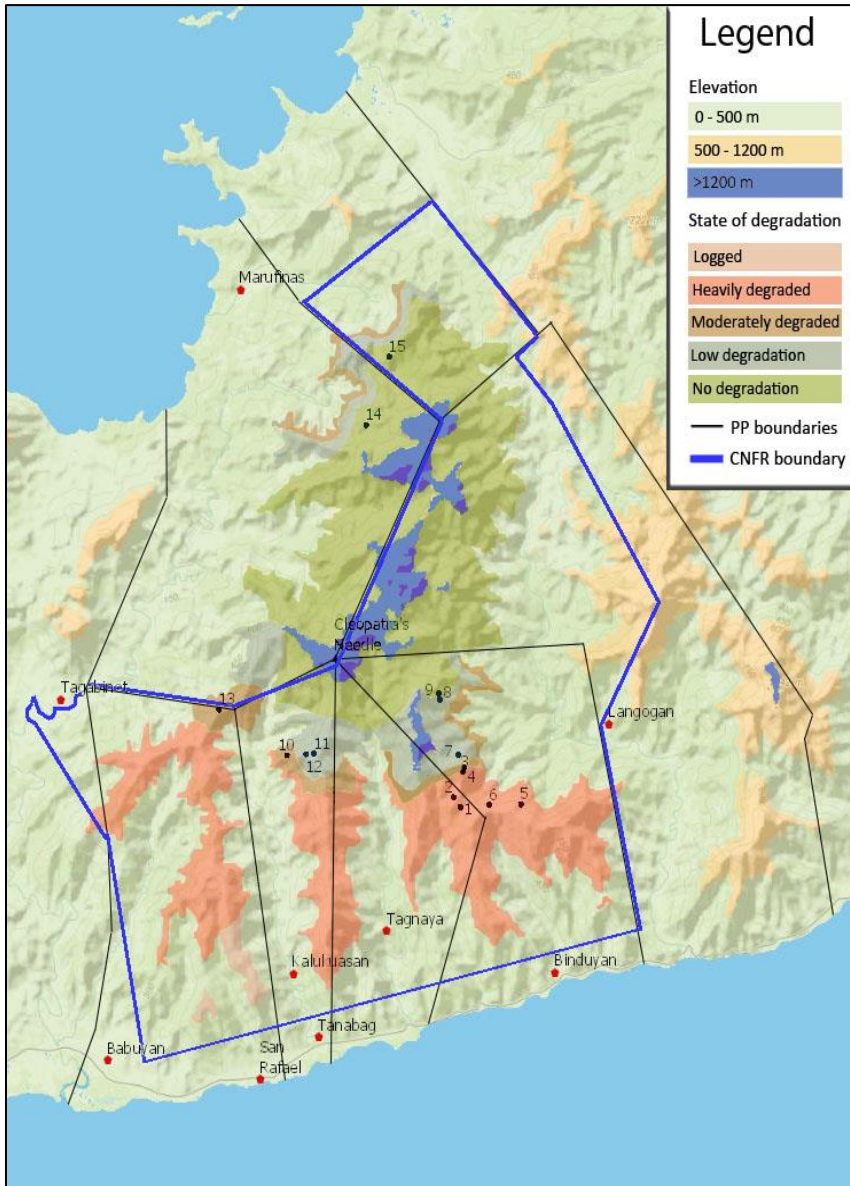 Legend
Elevation
0 - 500 m
500 - 1200 m
>1200 m
State of degradation
Logged
Heavily degraded
Moderately degraded
Low degradation
No degradation
PP boundaries
CNFR boundary
Marufinas
15
14
Cleopatra's
Needle
Tagabinet
13
9
8
Langogan
10
11
12
7
3
4
2
1
6
5
Tagnaya
Kalukuasan
Binduyan
Tanabag
Babuyan
San
Rafael